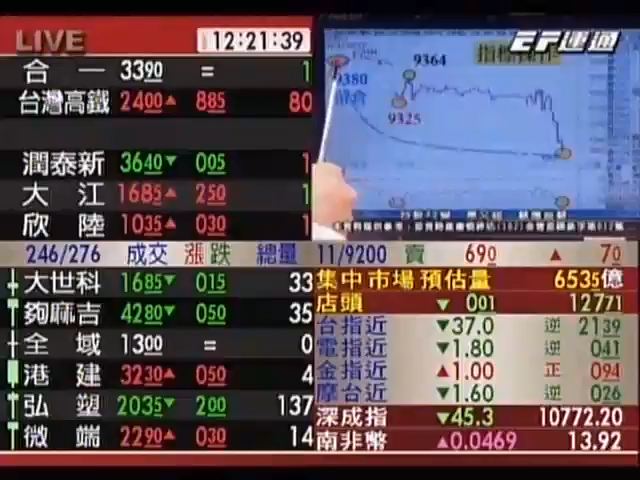 LIVE 12:21:39
合一 3390 = 1
台灣高鐵 2400▲ 885 80
潤泰新 3640▼ 005 1
大江 1685▲ 250 1
欣陸 1035▲ 030 1
246/276 成交 漲跌 總量
大世科 1685▼ 015 33
夠麻吉 4280▼ 050 35
全域 1300 = 0
港建 3230▲ 050 4
弘塑 2035▼ 200 137
微端 2290▲ 030 14
EF運通
9364
9380
9325
11/9200 賣 690 ▲ 70
集中市場預估量 6535億
店頭 ▼ 001 12771
台指近 ▼37.0 逆 2139
電指近 ▼1.80 逆 041
金指近 ▲1.00 正 094
摩台近 ▼1.60 逆 026
深成指 ▼45.3 10772.20
南非幣 ▲0.0469 13.92